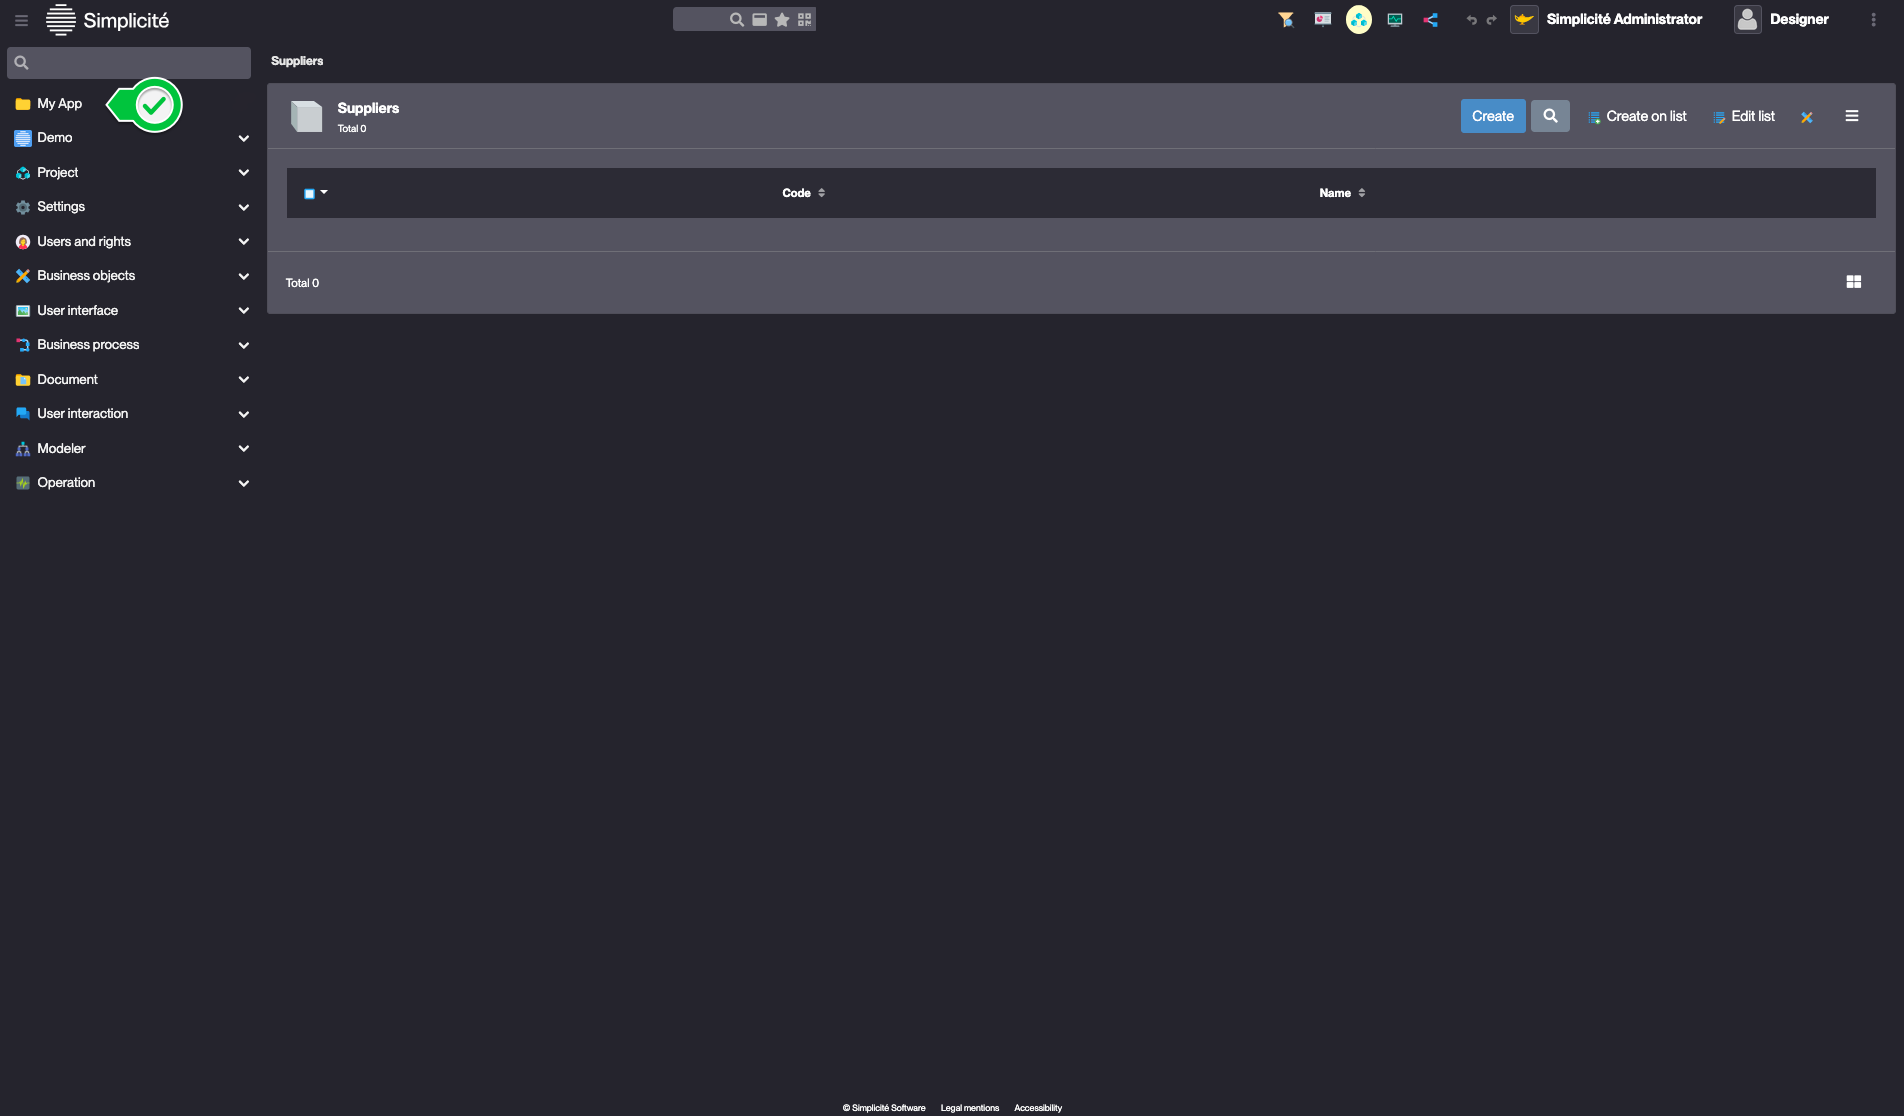 Simplicité
Simplicité Administrator
Designer
Suppliers
My App
Demo
Project
Settings
Users and rights
Business objects
User interface
Business process
Document
User interaction
Modeler
Operation
Suppliers
Total 0
Create
Create on list
Edit list
Code
Name
Total 0
© Simplicité Software Legal mentions Accessibility